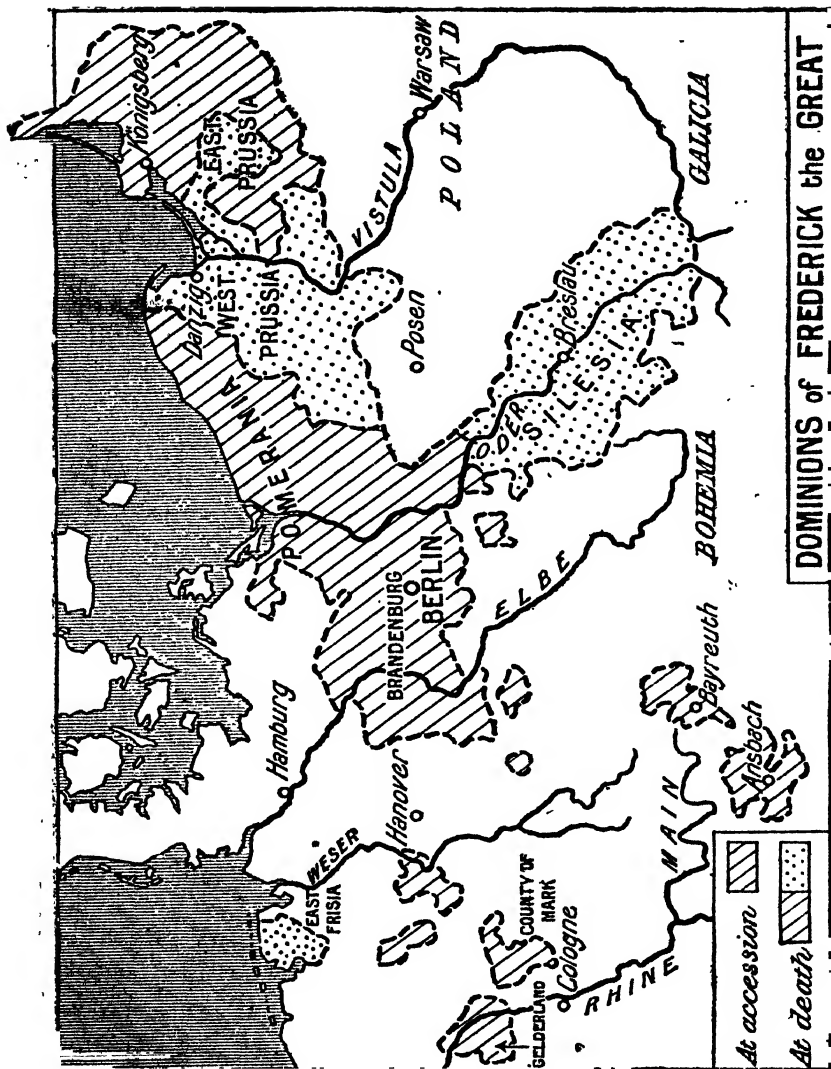 DOMINIONS of FREDERICK the GREAT
Königsberg
EAST
PRUSSIA
Danzig
WEST
PRUSSIA
POMERANIA
VISTULA
Warsaw
POLAND
Posen
Hamburg
BRANDENBURG
BERLIN
ODER
SILESIA
Breslau
GALICIA
ELBE
BOHEMIA
EAST
FRISIA
WESER
Hanover
COUNTY OF
MARK
GELDERLAND
Cologne
RHINE
MAIN
Bayreuth
Ansbach
At accession
At death